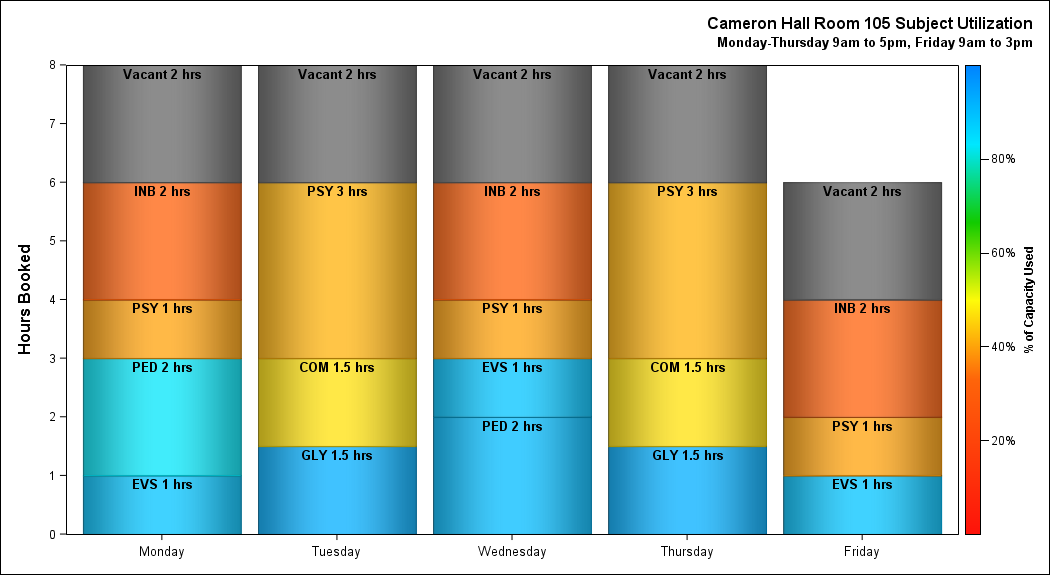 Cameron Hall Room 105 Subject Utilization
Monday-Thursday 9am to 5pm, Friday 9am to 3pm
Hours Booked
8
7
6
5
4
3
2
1
0
Vacant 2 hrs
INB 2 hrs
PSY 1 hrs
PED 2 hrs
EVS 1 hrs
Monday
Vacant 2 hrs
PSY 3 hrs
COM 1.5 hrs
GLY 1.5 hrs
Tuesday
Vacant 2 hrs
INB 2 hrs
PSY 1 hrs
EVS 1 hrs
PED 2 hrs
Wednesday
Vacant 2 hrs
PSY 3 hrs
COM 1.5 hrs
GLY 1.5 hrs
Thursday
Vacant 2 hrs
INB 2 hrs
PSY 1 hrs
EVS 1 hrs
Friday
80%
60%
40%
20%
% of Capacity Used